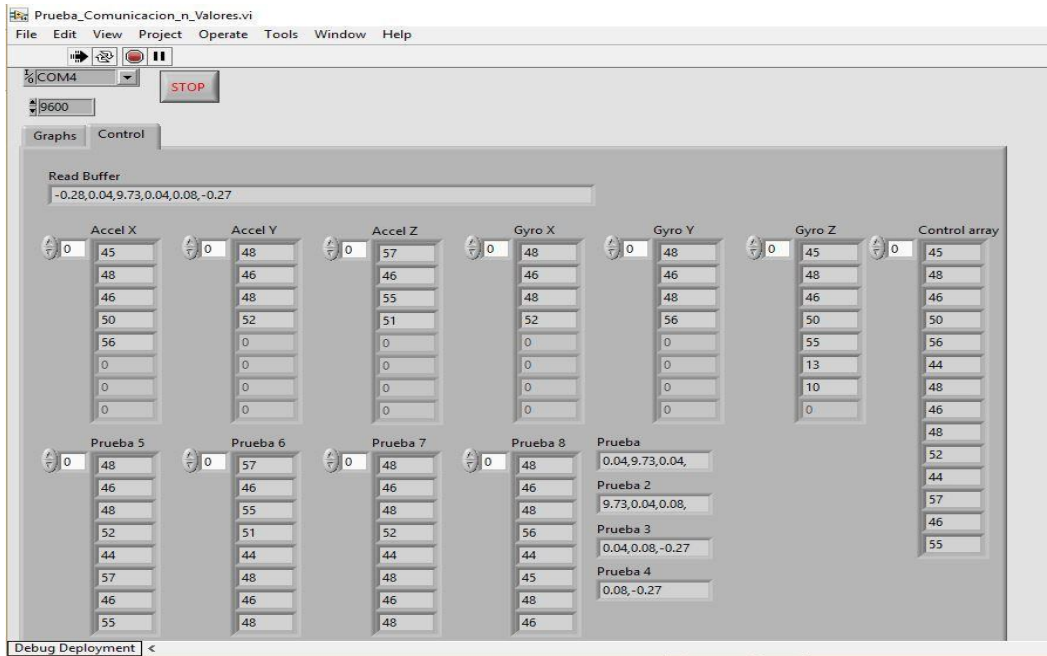 Prueba_Comunicacion_n_Valores.vi
File Edit View Project Operate Tools Window Help
COM4
STOP
9600
Graphs Control
Read Buffer
-0.28,0.04,9.73,0.04,0.08,-0.27
Accel X Accel Y Accel Z Gyro X Gyro Y Gyro Z Control array
0 45 0 48 0 57 0 48 0 48 0 45 0 45
48 46 46 46 46 48 48
46 48 55 48 48 46 46
50 52 51 52 56 50 50
56 0 0 0 0 55 56
0 0 0 0 0 13 44
0 0 0 0 0 10 48
0 0 0 0 0 0 46
48
Prueba 5 Prueba 6 Prueba 7 Prueba 8 Prueba
0 48 0 57 0 48 0 48 0.04,9.73,0.04, 52
46 46 46 46 Prueba 2 44
48 55 48 48 9.73,0.04,0.08, 57
52 51 52 56 Prueba 3 46
44 44 44 44 0.04,0.08,-0.27 55
57 48 48 45 Prueba 4
46 46 46 48 0.08,-0.27
55 48 48 46
Debug Deployment <